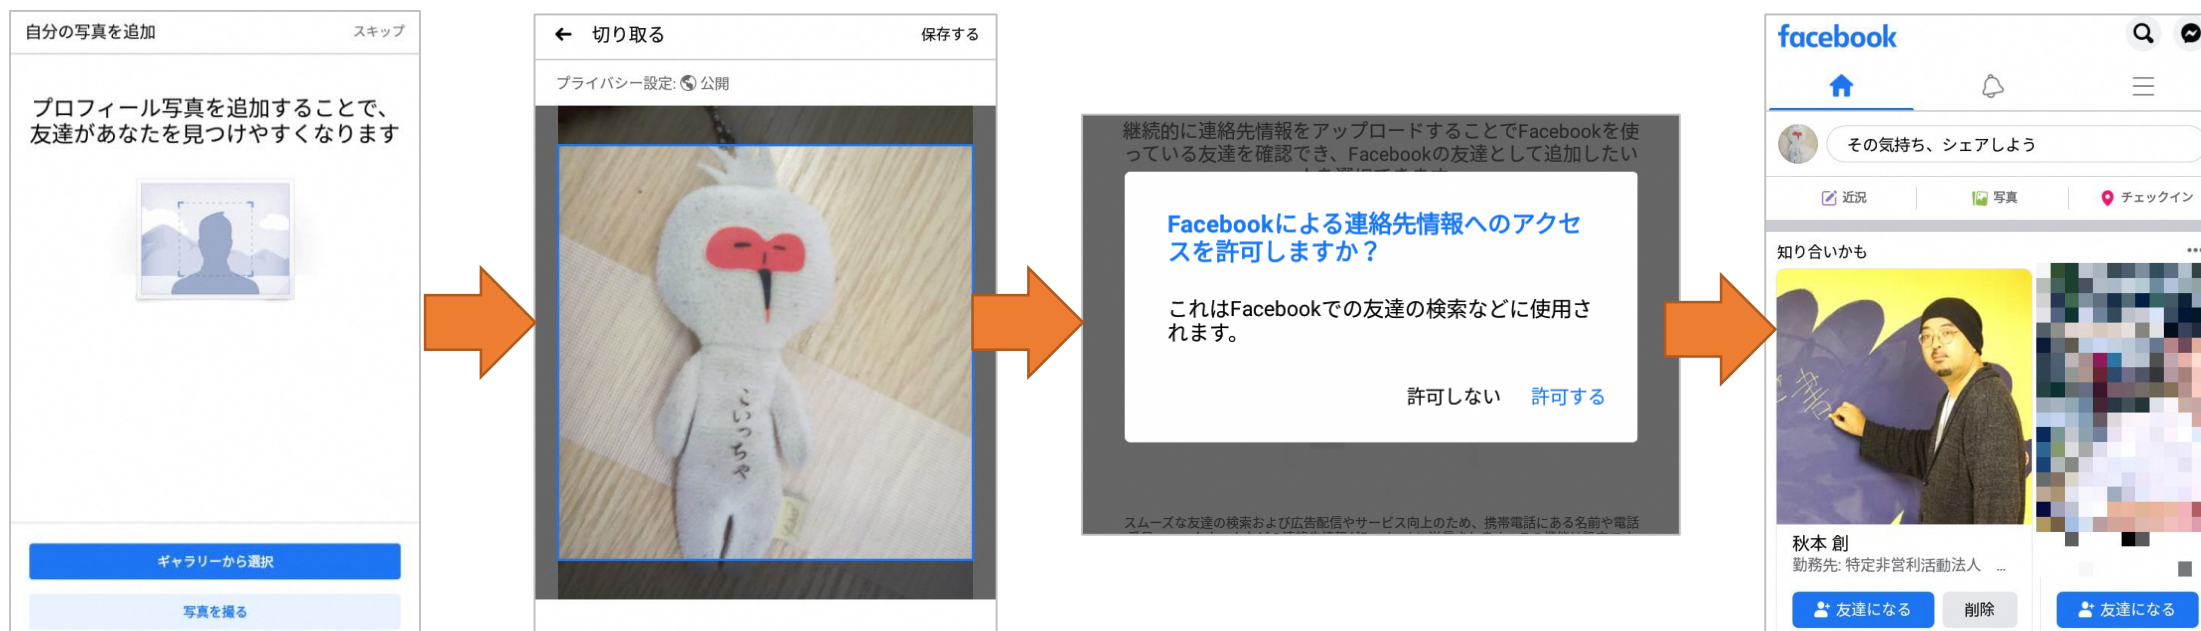 自分の写真を追加
スキップ
プロフィール写真を追加することで、
友達があなたを見つけやすくなります
ギャラリーから選択
写真を撮る
切り取る
保存する
プライバシー設定: 公開
こいっちゃ
継続的に連絡先情報をアップロードすることでFacebookを使
っている友達を確認でき、Facebookの友達として追加したい
Facebookによる連絡先情報へのアクセ
スを許可しますか？
これはFacebookでの友達の検索などに使用さ
れます。
許可しない
許可する
スムーズな友達の検索および広告配信やサービス向上のため、携帯電話にある名前や電話
facebook
その気持ち、シェアしよう
近況
写真
チェックイン
知り合いかも
秋本 創
勤務先: 特定非営利活動法人 ...
友達になる
削除
友達になる